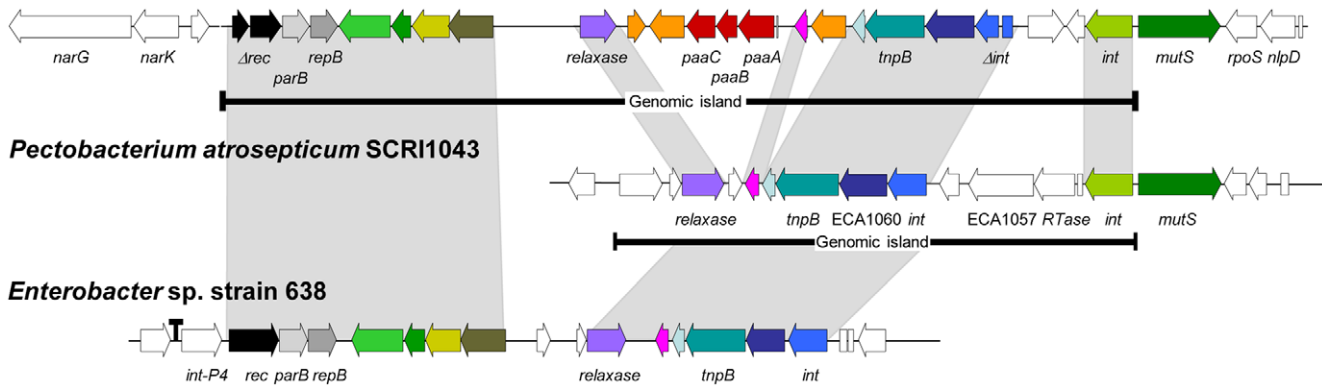 narG narK Δrec parB repB relaxase paaC paaB paaA tnpB Δint int mutS rpoS nlpD
Genomic island
Pectobacterium atrosepticum SCRI1043
relaxase tnpB ECA1060 int ECA1057 RTase int mutS
Genomic island
Enterobacter sp. strain 638
int-P4 rec parB repB relaxase tnpB int